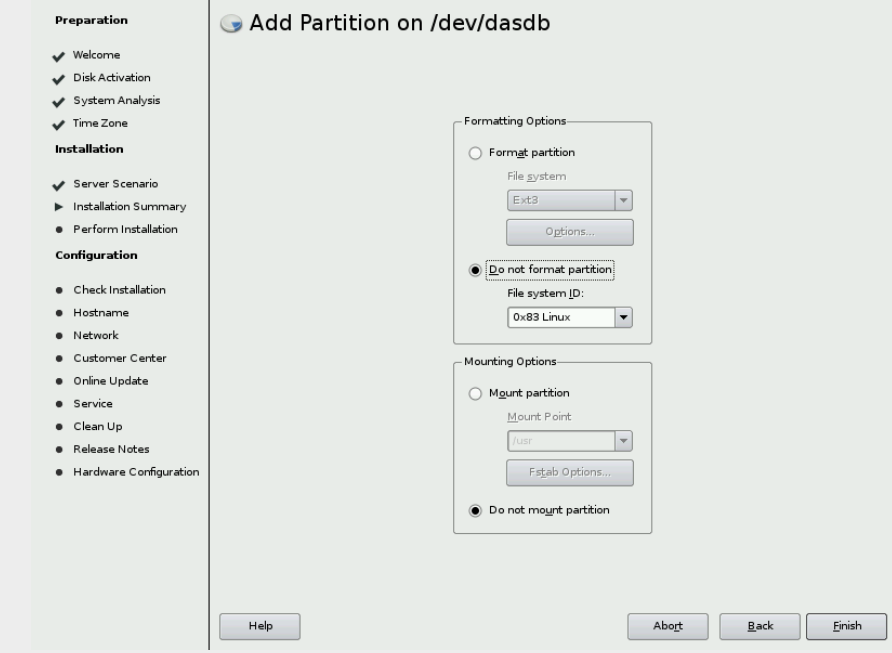 Preparation
Welcome
Disk Activation
System Analysis
Time Zone
Installation
Server Scenario
Installation Summary
Perform Installation
Configuration
Check Installation
Hostname
Network
Customer Center
Online Update
Service
Clean Up
Release Notes
Hardware Configuration
Add Partition on /dev/dasdb
Formatting Options
Format partition
File system
Ext3
Options...
Do not format partition
File system ID:
0x83 Linux
Mounting Options
Mount partition
Mount Point
/usr
Fstab Options...
Do not mount partition
Help
Abort
Back
Finish